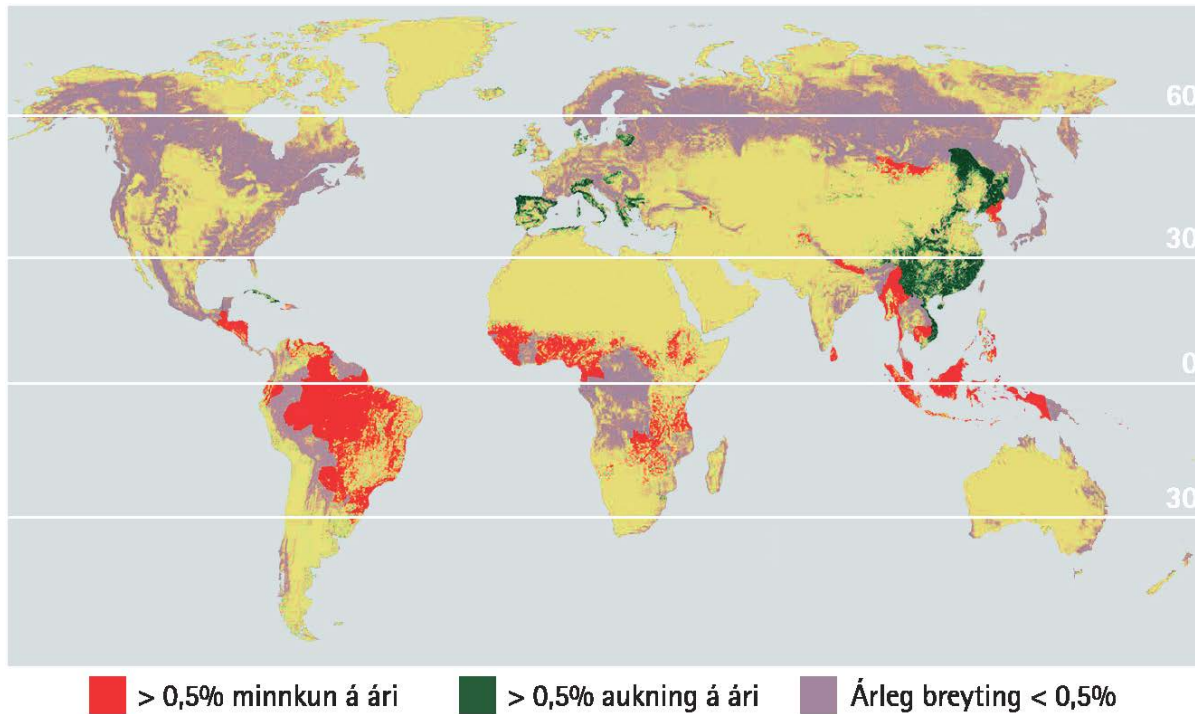 60
30
0
30
> 0,5% minnkun á ári > 0,5% aukning á ári Árleg breyting < 0,5%